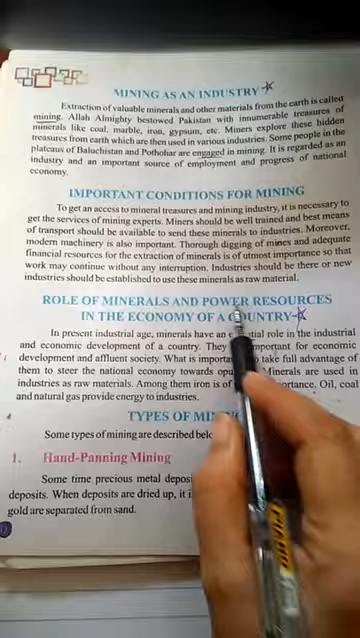 MINING AS AN INDUSTRY
Extraction of valuable minerals and other materials from the earth is called
mining. Allah Almighty bestowed Pakistan with innumerable treasures of
minerals like coal, marble, iron, gypsum, etc. Miners explore these hidden
treasures from earth which are then used in various industries. Some people in the
plateaus of Baluchistan and Pothohar are engaged in mining. It is regarded as an
industry and an important source of employment and progress of national
economy.
IMPORTANT CONDITIONS FOR MINING
To get an access to mineral treasures and mining industry, it is necessary to
get the services of mining experts. Miners should be well trained and best means
of transport should be available to send these minerals to industries. Moreover,
modern machinery is also important. Thorough digging of mines and adequate
financial resources for the extraction of minerals is of utmost importance so that
work may continue without any interruption. Industries should be there or new
industries should be established to use these minerals as raw material.
ROLE OF MINERALS AND POWER RESOURCES
IN THE ECONOMY OF A COUNTRY
In present industrial age, minerals have an tial role in the industrial
and economic development of a country. They portant for economic
development and affluent society. What is importa take full advantage of
them to steer the national economy towards opu Minerals are used in
industries as raw materials. Among them iron is of ortance. Oil, coal
and natural gas provide energy to industries.
TYPES OF MIN
Some types of mining are described belo
1. Hand-Panning Mining
Some time precious metal deposi
deposits. When deposits are dried up, it i
gold are separated from sand.